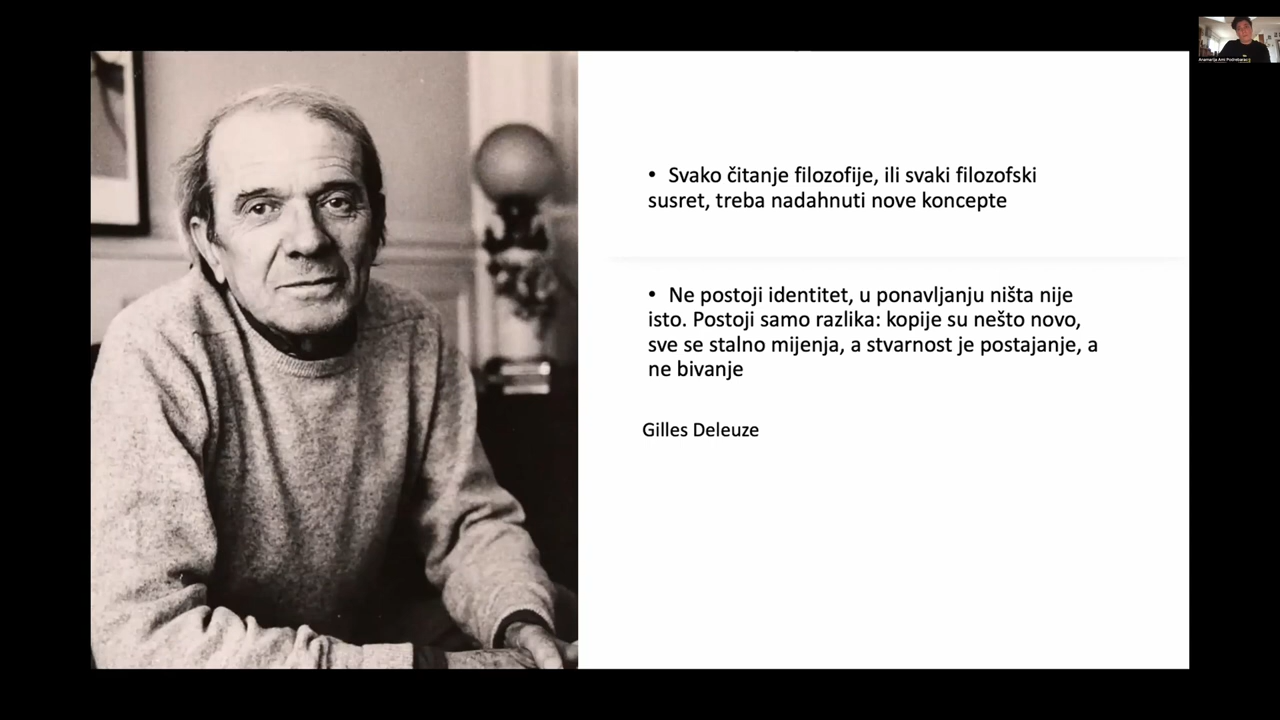 • Svako čitanje filozofije, ili svaki filozofski
susret, treba nadahnuti nove koncepte
• Ne postoji identitet, u ponavljanju ništa nije
isto. Postoji samo razlika: kopije su nešto novo,
sve se stalno mijenja, a stvarnost je postajanje, a
ne bivanje
Gilles Deleuze